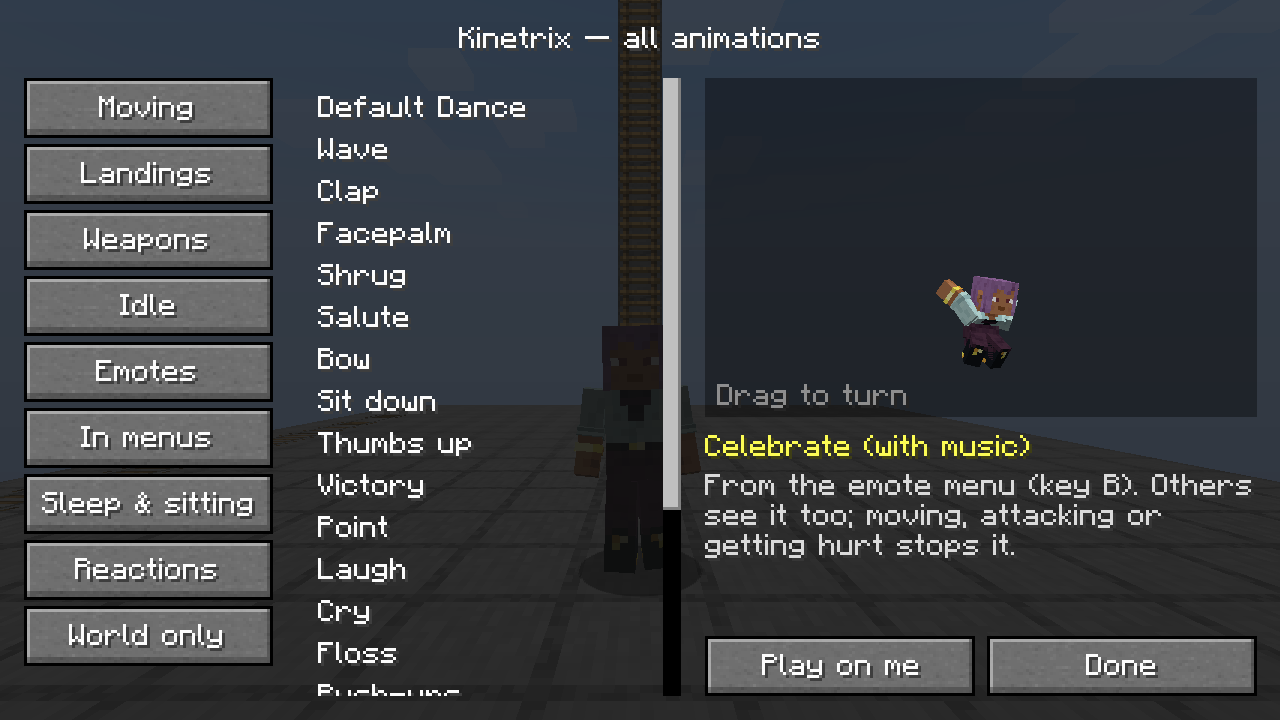 Kinetrix — all animations
Moving
Landings
Weapons
Idle
Emotes
In menus
Sleep & sitting
Reactions
World only
Default Dance
Wave
Clap
Facepalm
Shrug
Salute
Bow
Sit down
Thumbs up
Victory
Point
Laugh
Cry
Floss
Drag to turn
Celebrate (with music)
From the emote menu (key B). Others
see it too; moving, attacking or
getting hurt stops it.
Play on me
Done